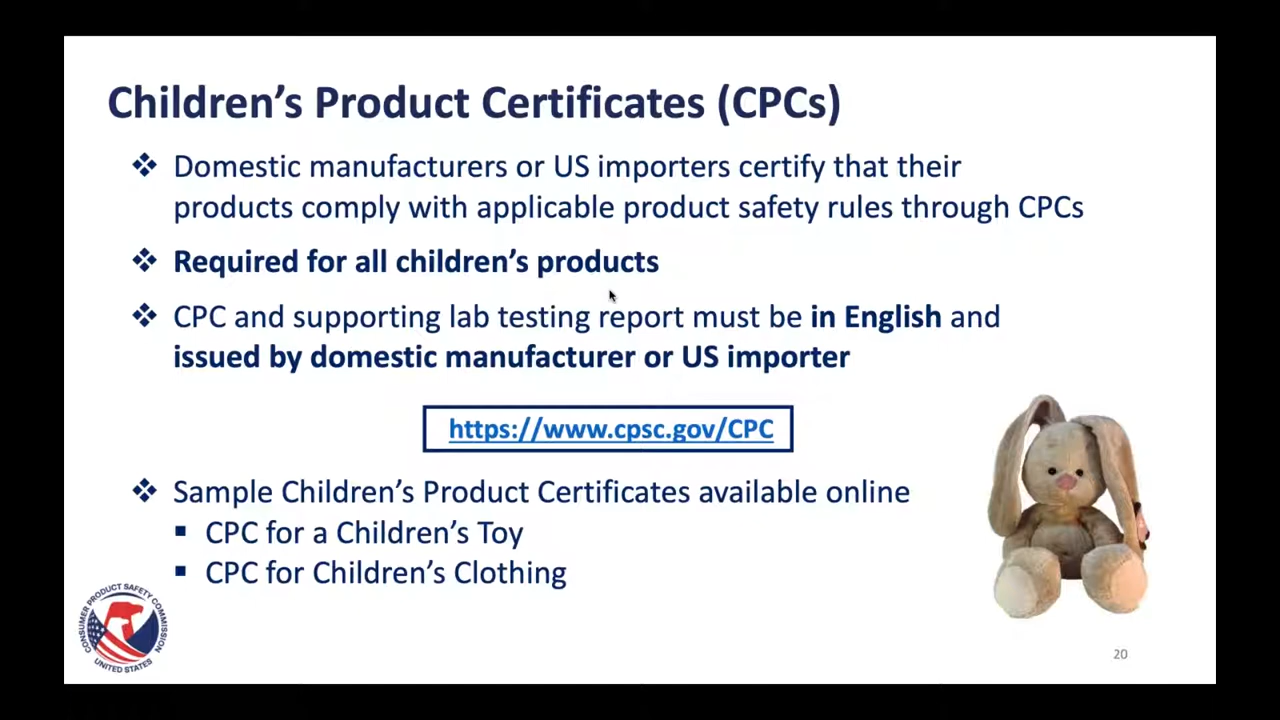 Children's Product Certificates (CPCs)
❖ Domestic manufacturers or US importers certify that their
products comply with applicable product safety rules through CPCs
❖ Required for all children's products
❖ CPC and supporting lab testing report must be in English and
issued by domestic manufacturer or US importer
https://www.cpsc.gov/CPC
❖ Sample Children's Product Certificates available online
▪ CPC for a Children's Toy
▪ CPC for Children's Clothing
CONSUMER PRODUCT SAFETY COMMISSION
UNITED STATES
20